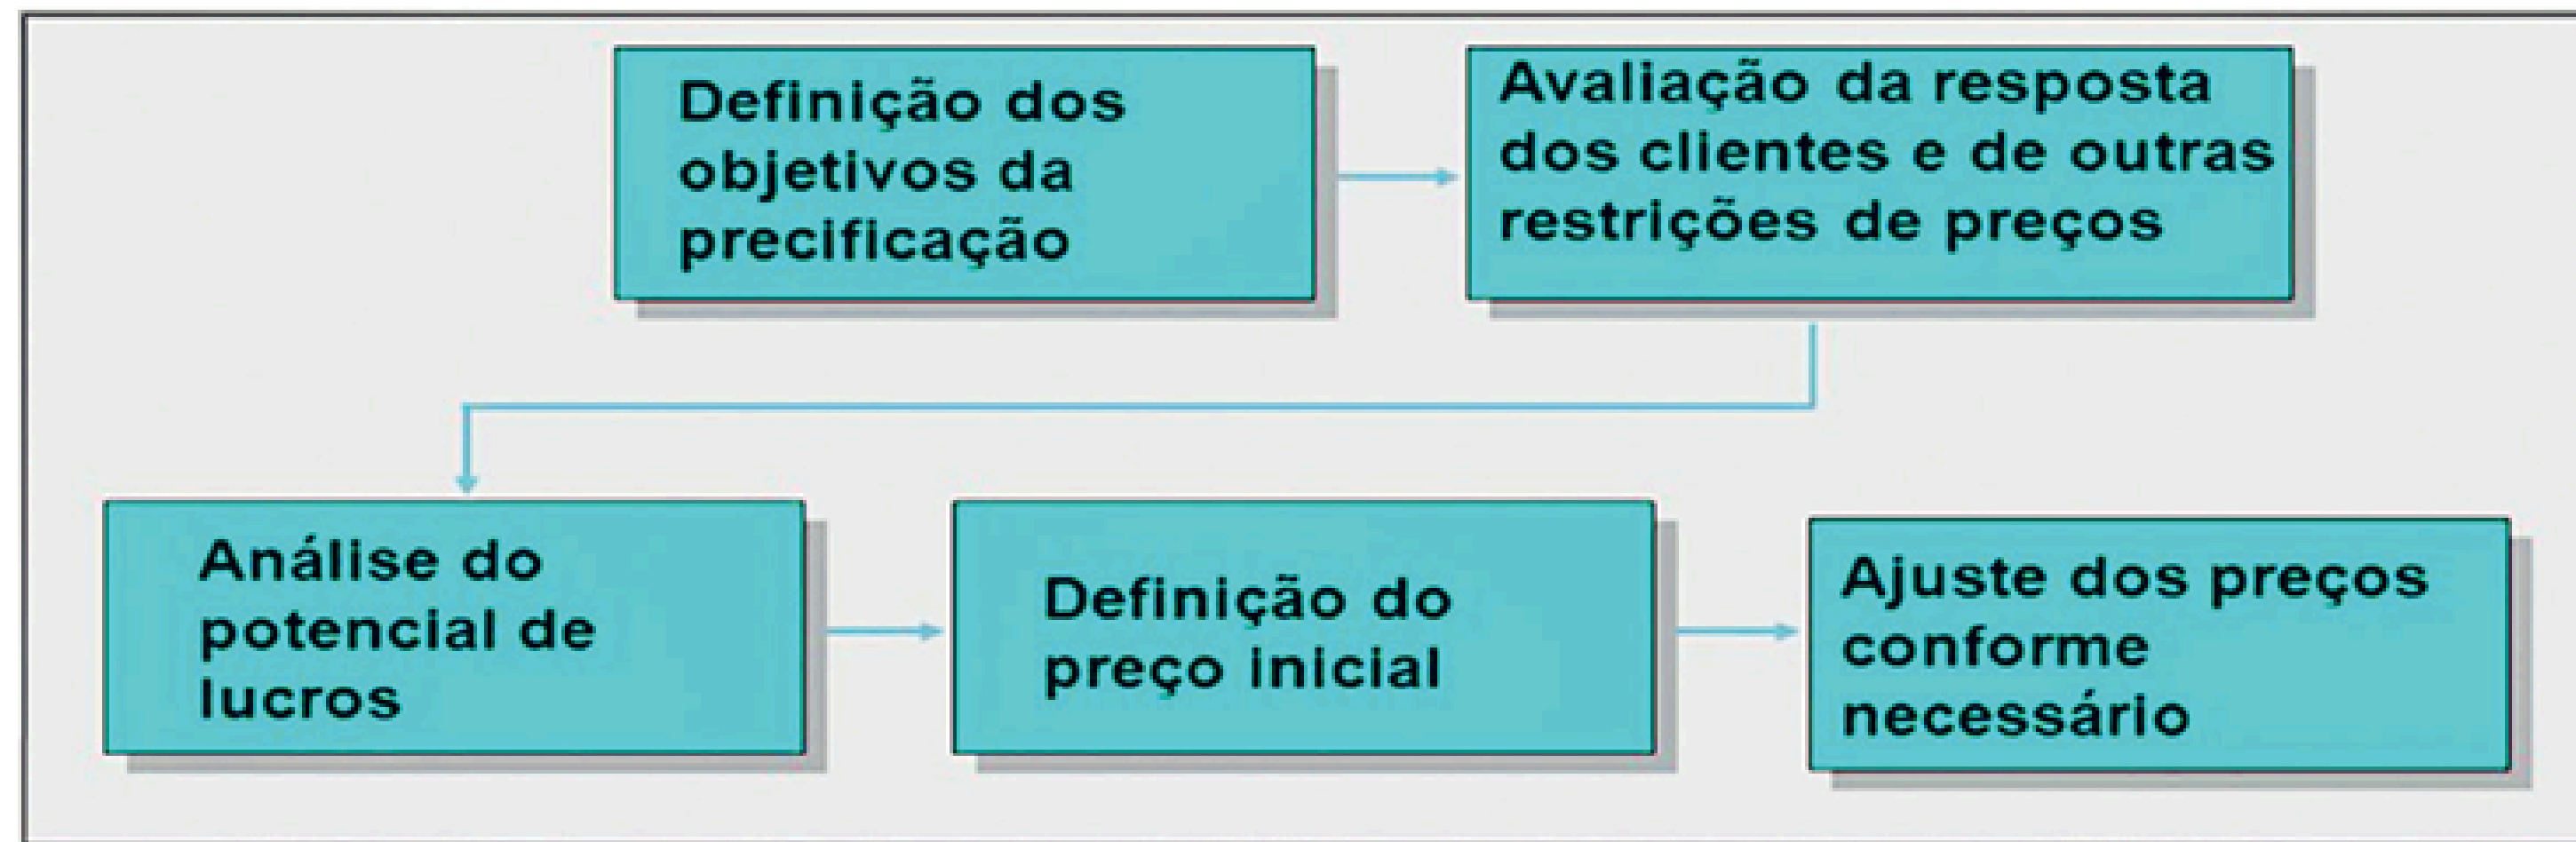 Definição dos
objetivos da
precificação
Avaliação da resposta
dos clientes e de outras
restrições de preços
Análise do
potencial de
lucros
Definição do
preço inicial
Ajuste dos preços
conforme
necessário